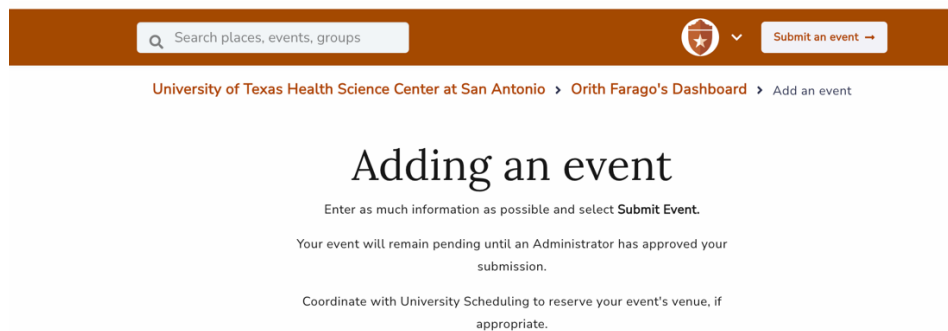 Search places, events, groups
Submit an event →
University of Texas Health Science Center at San Antonio > Orith Farago's Dashboard > Add an event
Adding an event
Enter as much information as possible and select Submit Event.
Your event will remain pending until an Administrator has approved your
submission.
Coordinate with University Scheduling to reserve your event's venue, if
appropriate.